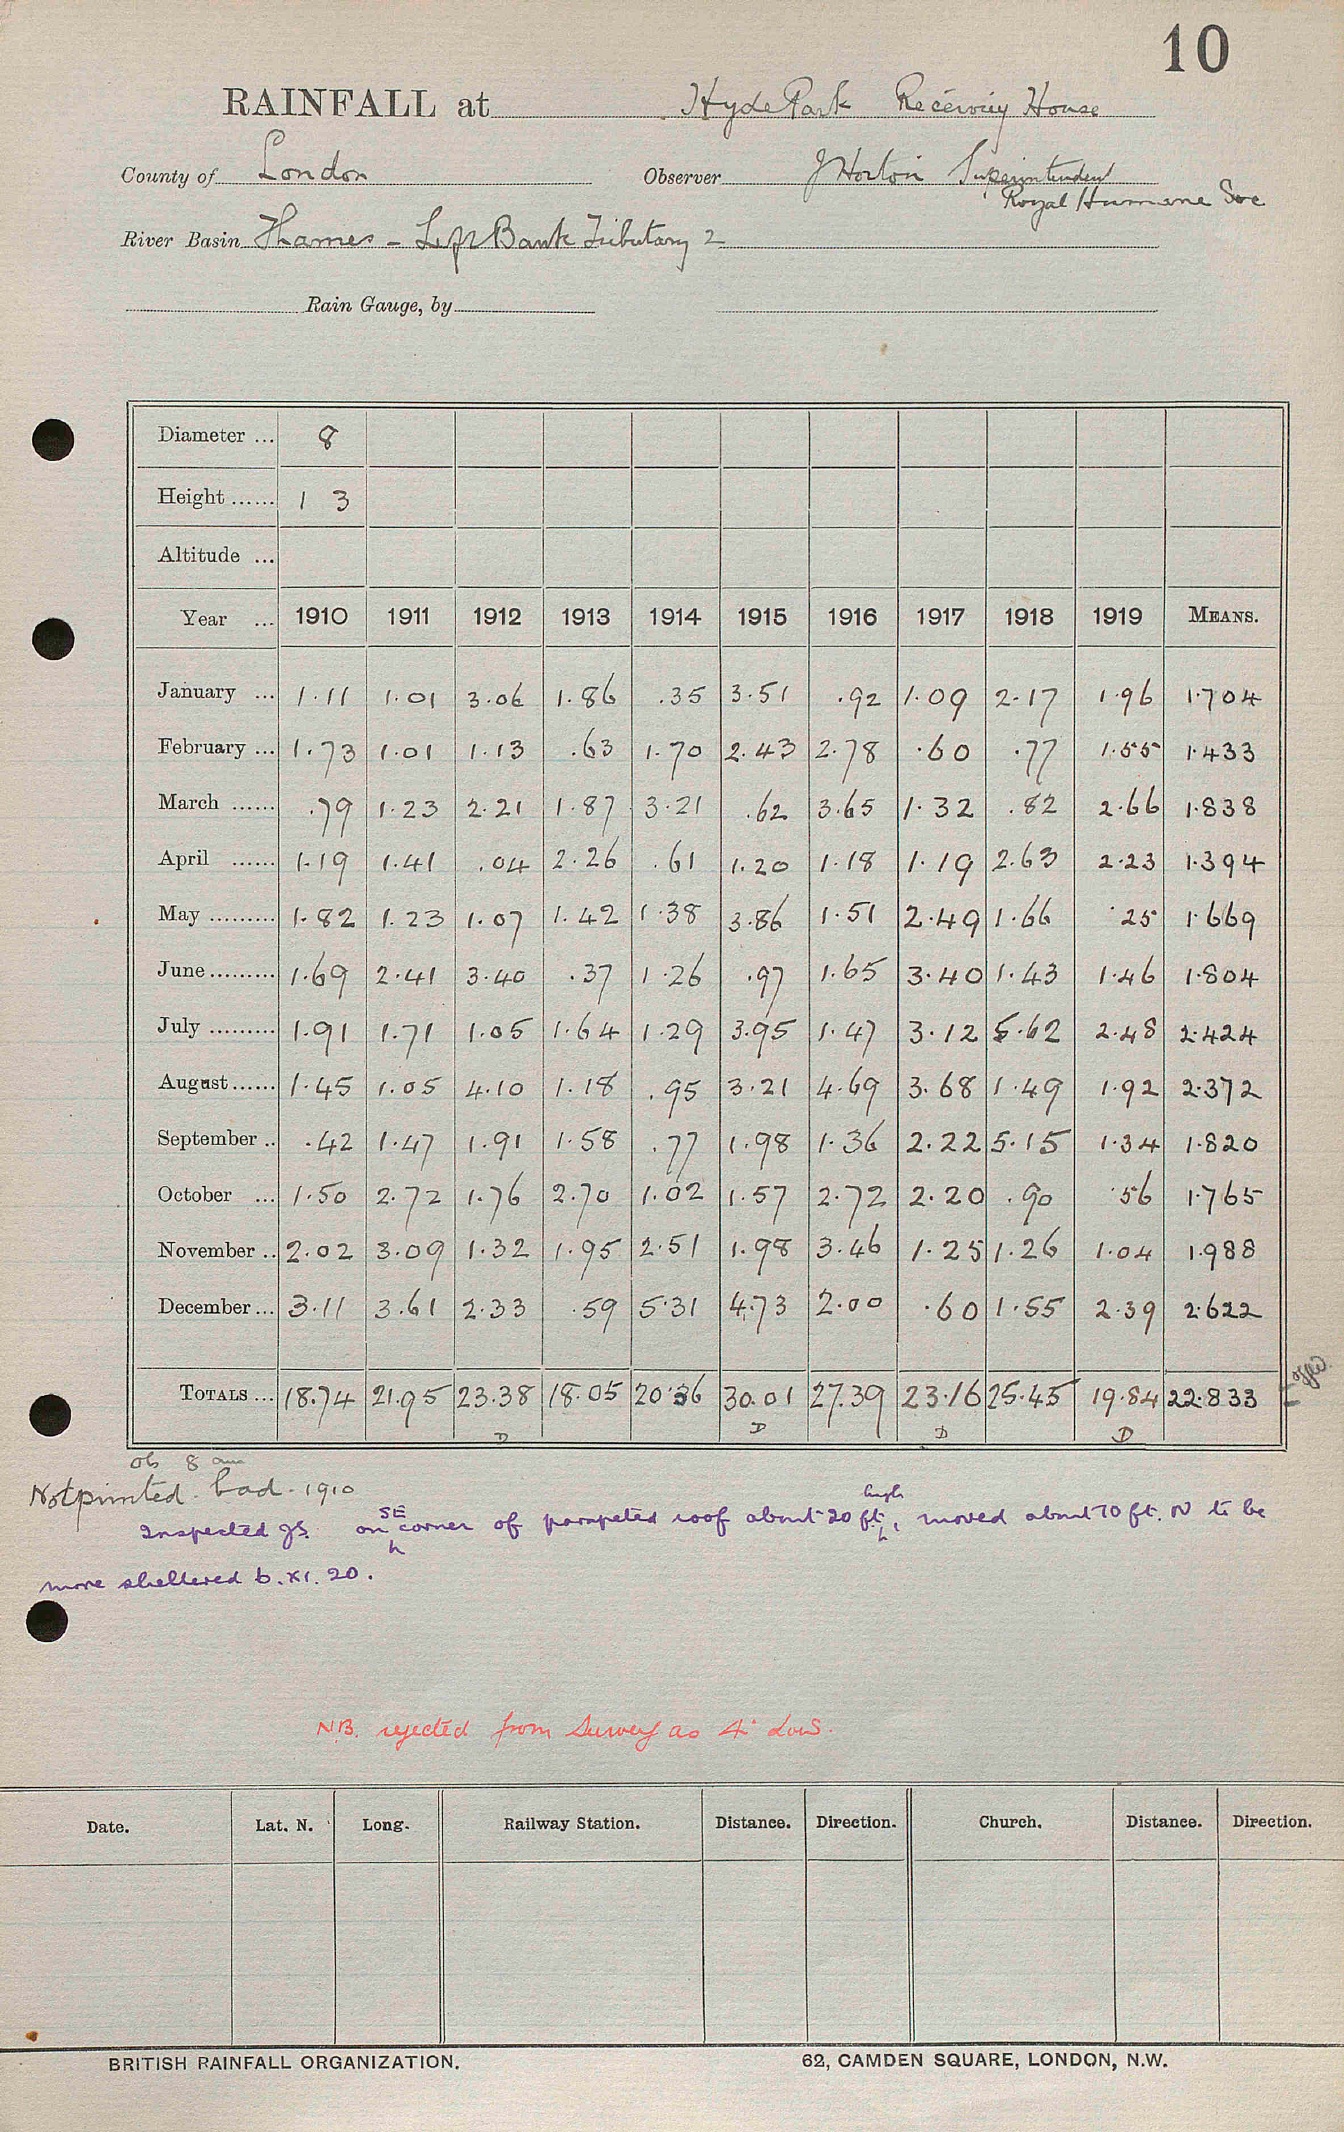 10
RAINFALL at Hyde Park Receiving House
County of London Observer J Horton Superintendent
Royal Humane Soc
River Basin Thames - Left Bank Tributary 2
Rain Gauge, by
Diameter ... 8
Height ...... 1 3
Altitude ...
Year ... 1910 1911 1912 1913 1914 1915 1916 1917 1918 1919 MEANS.
January ... 1.11 1.01 3.06 1.86 .35 3.51 .92 1.09 2.17 1.96 1.704
February ... 1.73 1.01 1.13 .63 1.70 2.43 2.78 .60 .77 1.55 1.433
March ...... .79 1.23 2.21 1.87 3.21 .62 3.65 1.32 .82 2.66 1.838
April ...... 1.19 1.41 .04 2.26 .61 1.20 1.18 1.19 2.63 2.23 1.394
May ......... 1.82 1.23 1.07 1.42 1.38 3.86 1.51 2.49 1.66 .25 1.669
June ......... 1.69 2.41 3.40 .37 1.26 .97 1.65 3.40 1.43 1.46 1.804
July ......... 1.91 1.71 1.05 1.64 1.29 3.95 1.47 3.12 5.62 2.48 2.424
August ...... 1.45 1.05 4.10 1.18 .95 3.21 4.69 3.68 1.49 1.92 2.372
September .. .42 1.47 1.91 1.58 .77 1.98 1.36 2.22 5.15 1.34 1.820
October ... 1.50 2.72 1.76 2.70 1.02 1.57 2.72 2.20 .90 .56 1.765
November .. 2.02 3.09 1.32 1.95 2.51 1.98 3.46 1.25 1.26 1.04 1.988
December ... 3.11 3.61 2.33 .59 5.31 4.73 2.00 .60 1.55 2.39 2.622
TOTALS ... 18.74 21.95 23.38 18.05 20.36 30.01 27.39 23.16 25.45 19.84 22.833
D D D D
ob 8 am
Not printed. bad. 1910
high
SE
Inspected JS. on corner of parapeted roof about 20 ft, moved about 70 ft. N to be
more sheltered 6.XI.20.
N.B. rejected from Survey as 4" Low.
Date. Lat. N. Long. Railway Station. Distance. Direction. Church. Distance. Direction.
BRITISH RAINFALL ORGANIZATION. 62, CAMDEN SQUARE, LONDON, N.W.